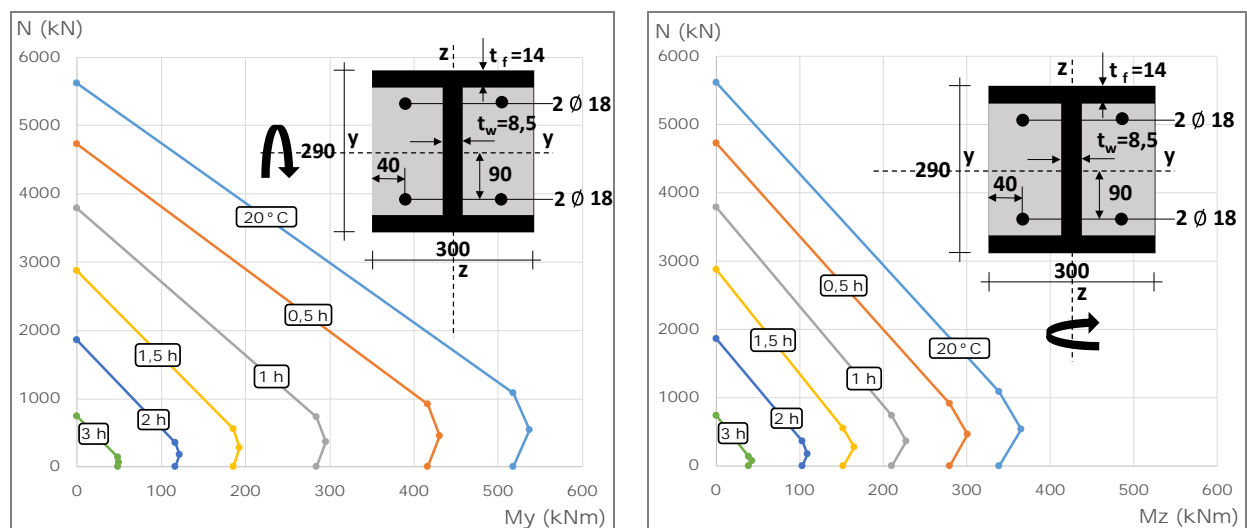 N (kN)
6000
5000
4000
3000
2000
1000
0
0 100 200 300 400 500 600
My (kNm)
20°C
0,5 h
1 h
1,5 h
2 h
3 h
z
t f =14
2 Ø 18
t w =8,5
y 290 y
40
90
2 Ø 18
300
z
N (kN)
6000
5000
4000
3000
2000
1000
0
0 100 200 300 400 500 600
Mz (kNm)
20°C
0,5 h
1 h
1,5 h
2 h
3 h
z
t f =14
2 Ø 18
t w =8,5
290 y y
40
90
2 Ø 18
300
z